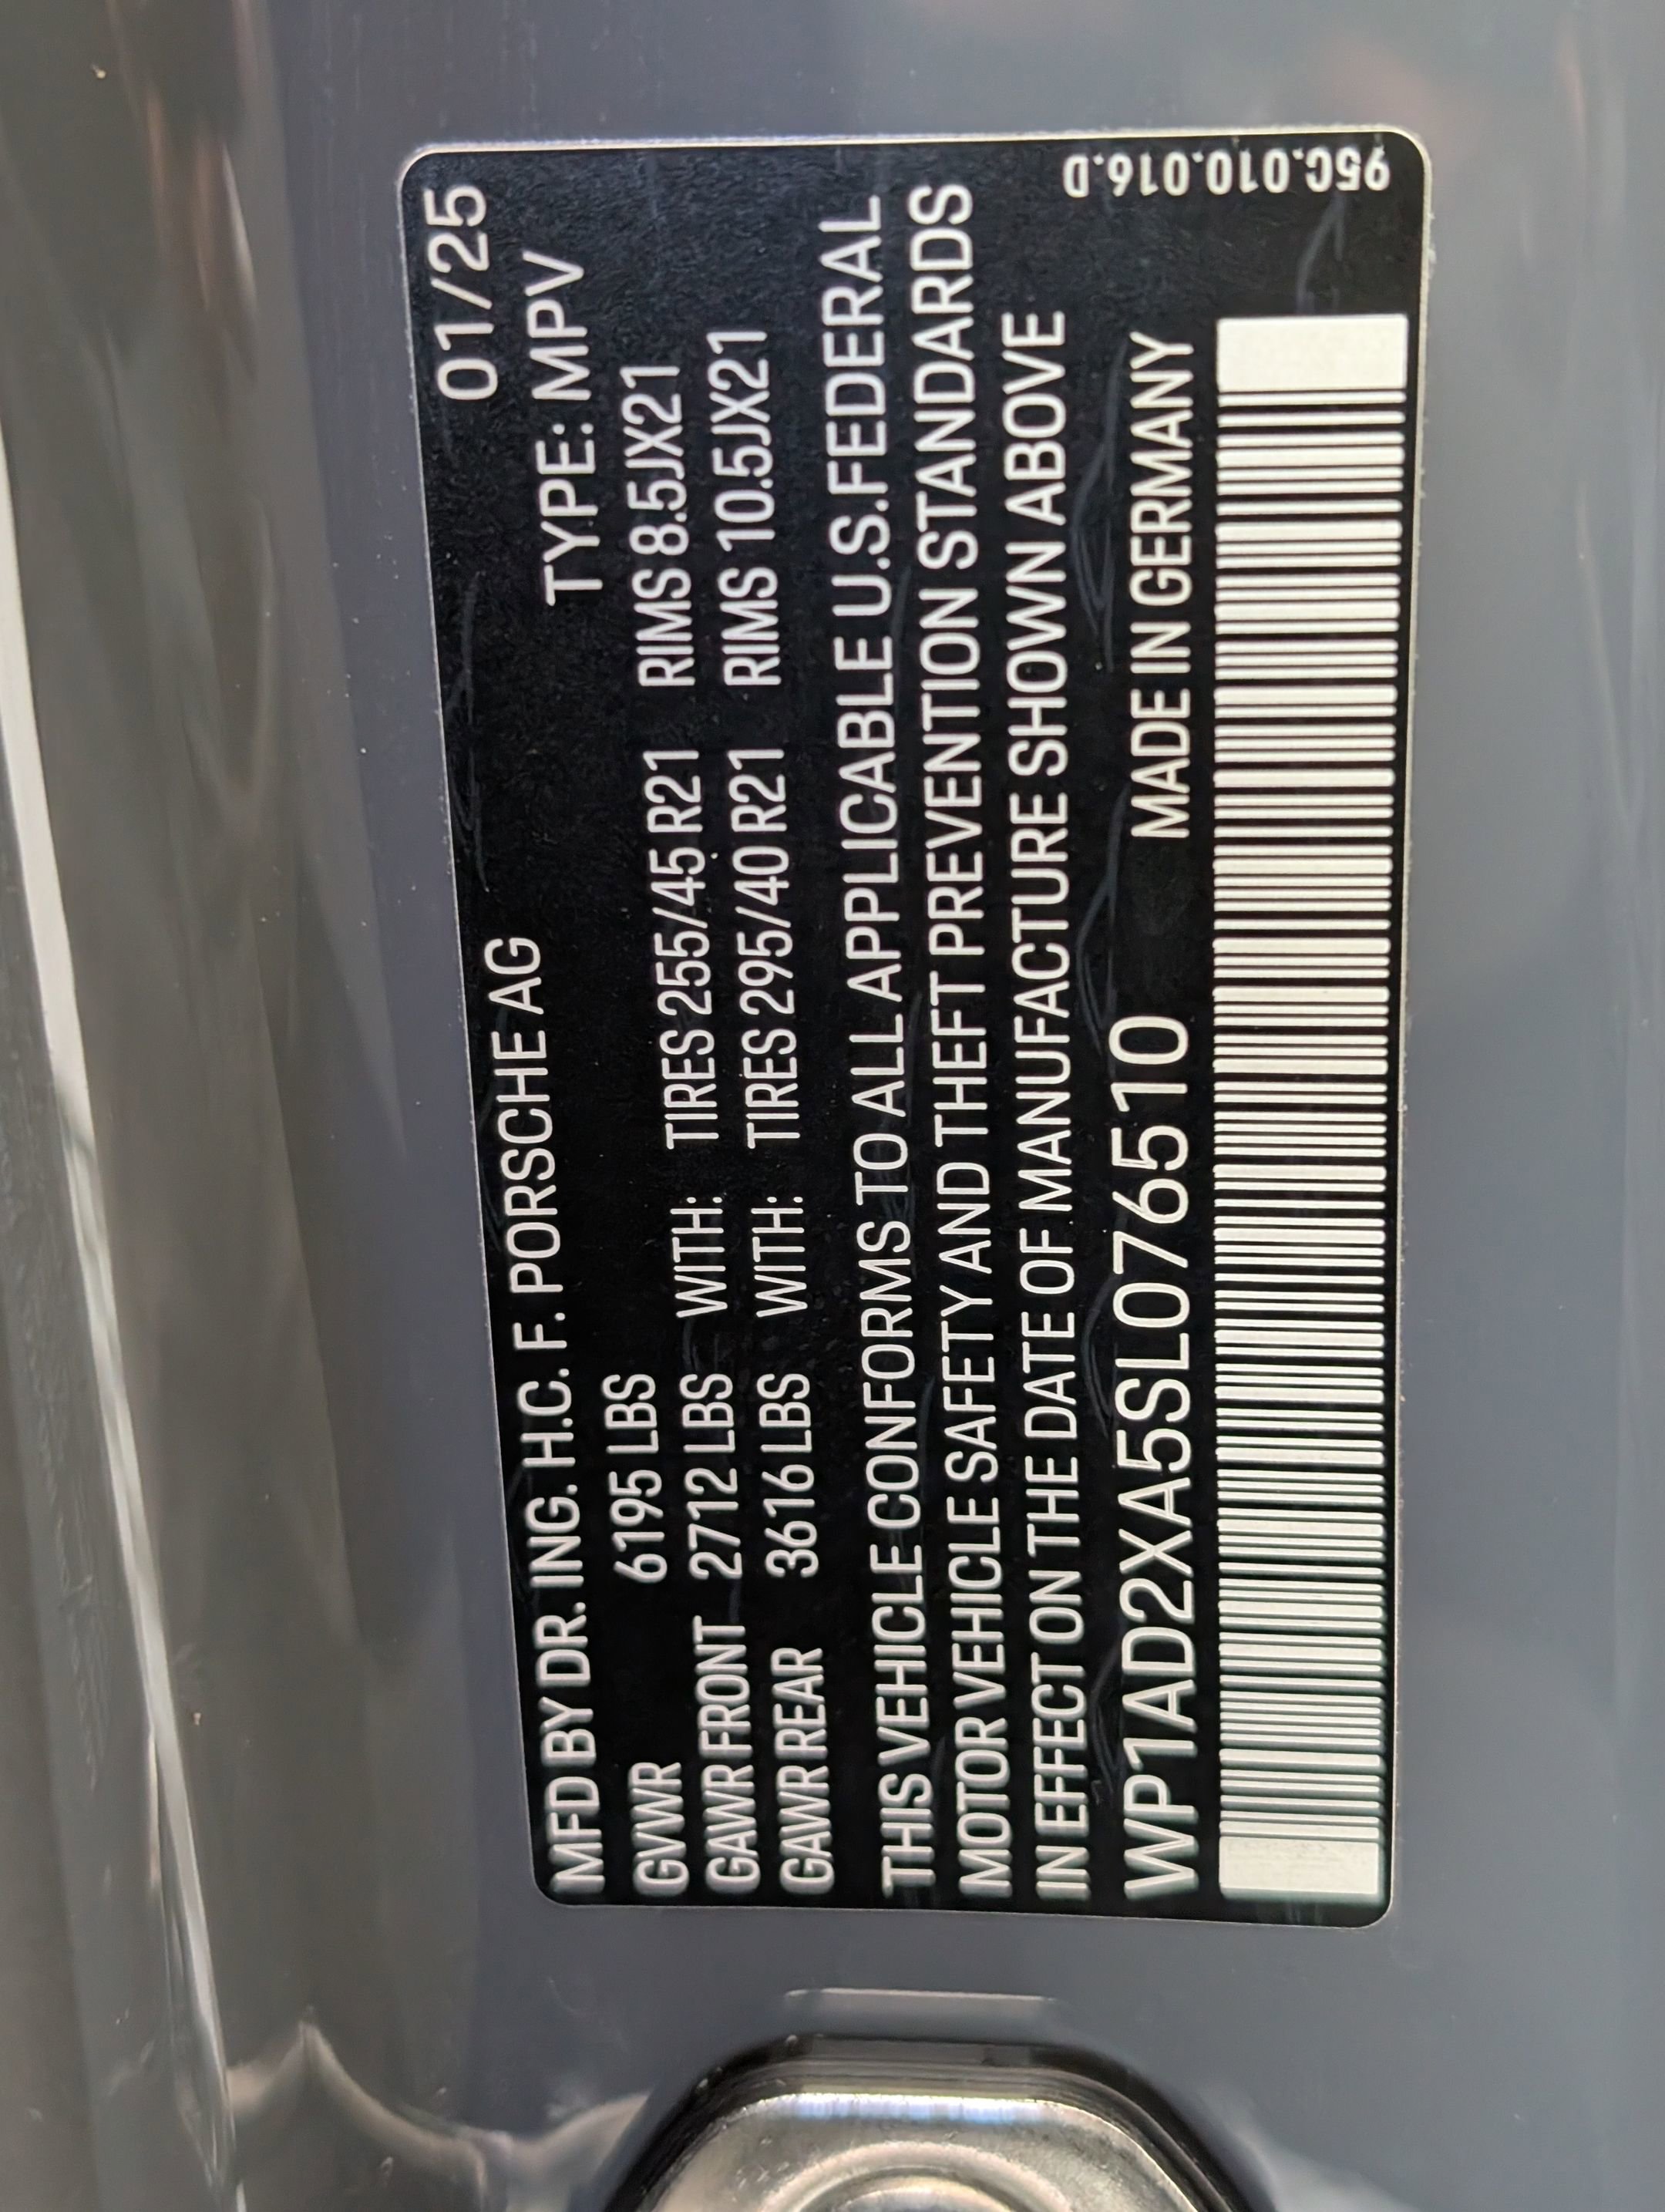 MFD BY DR. ING. H.C. F. PORSCHE AG 01/25
TYPE: MPV
GVWR 6195 LBS
GAWR FRONT 2712 LBS WITH: TIRES 255/45 R21 RIMS 8.5JX21
GAWR REAR 3616 LBS WITH: TIRES 295/40 R21 RIMS 10.5JX21
THIS VEHICLE CONFORMS TO ALL APPLICABLE U.S.FEDERAL
MOTOR VEHICLE SAFETY AND THEFT PREVENTION STANDARDS
IN EFFECT ON THE DATE OF MANUFACTURE SHOWN ABOVE
WP1AD2XA5SL076510 MADE IN GERMANY
95C.010.016.D